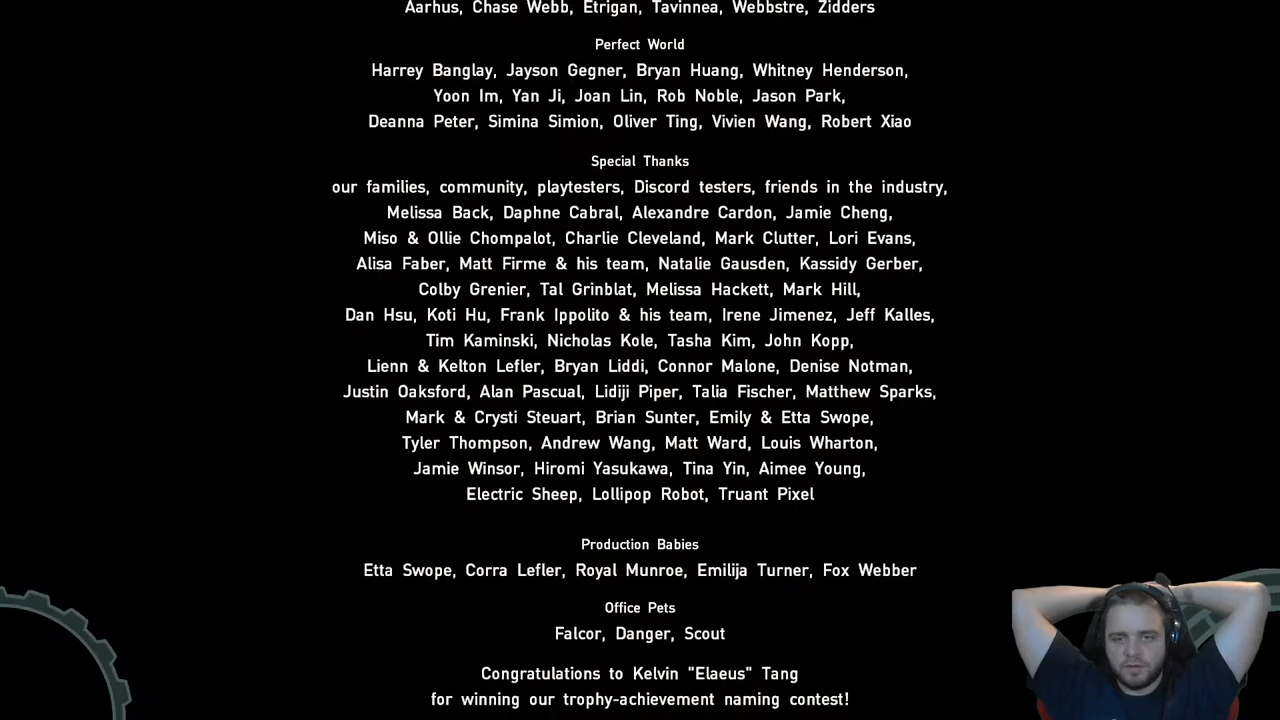 Aarhus, Chase Webb, Etrigan, Tavinnea, Webbstre, Zidders
Perfect World
Harrey Banglay, Jayson Gegner, Bryan Huang, Whitney Henderson,
Yoon Im, Yan Ji, Joan Lin, Rob Noble, Jason Park,
Deanna Peter, Simina Simion, Oliver Ting, Vivien Wang, Robert Xiao
Special Thanks
our families, community, playtesters, Discord testers, friends in the industry,
Melissa Back, Daphne Cabral, Alexandre Cardon, Jamie Cheng,
Miso & Ollie Chompalot, Charlie Cleveland, Mark Clutter, Lori Evans,
Alisa Faber, Matt Firme & his team, Natalie Gausden, Kassidy Gerber,
Colby Grenier, Tal Grinblat, Melissa Hackett, Mark Hill,
Dan Hsu, Koti Hu, Frank Ippolito & his team, Irene Jimenez, Jeff Kalles,
Tim Kaminski, Nicholas Kole, Tasha Kim, John Kopp,
Lienn & Kelton Lefler, Bryan Liddi, Connor Malone, Denise Notman,
Justin Oaksford, Alan Pascual, Lidiji Piper, Talia Fischer, Matthew Sparks,
Mark & Crysti Steuart, Brian Sunter, Emily & Etta Swope,
Tyler Thompson, Andrew Wang, Matt Ward, Louis Wharton,
Jamie Winsor, Hiromi Yasukawa, Tina Yin, Aimee Young,
Electric Sheep, Lollipop Robot, Truant Pixel
Production Babies
Etta Swope, Corra Lefler, Royal Munroe, Emilija Turner, Fox Webber
Office Pets
Falcor, Danger, Scout
Congratulations to Kelvin "Elaeus" Tang
for winning our trophy-achievement naming contest!